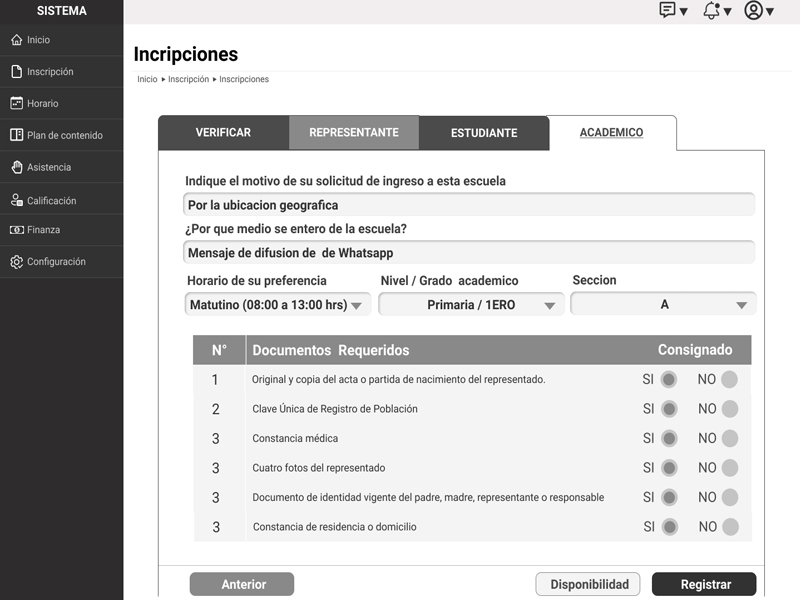 SISTEMA
Inicio
Inscripción
Horario
Plan de contenido
Asistencia
Calificación
Finanza
Configuración
Incripciones
Inicio ▸ Inscripción ▸ Inscripciones
VERIFICAR REPRESENTANTE ESTUDIANTE ACADEMICO
Indique el motivo de su solicitud de ingreso a esta escuela
Por la ubicacion geografica
¿Por que medio se entero de la escuela?
Mensaje de difusion de de Whatsapp
Horario de su preferencia Nivel / Grado academico Seccion
Matutino (08:00 a 13:00 hrs) Primaria / 1ERO A
N° Documentos Requeridos Consignado
1 Original y copia del acta o partida de nacimiento del representado. SI NO
2 Clave Única de Registro de Población SI NO
3 Constancia médica SI NO
3 Cuatro fotos del representado SI NO
3 Documento de identidad vigente del padre, madre, representante o responsable SI NO
3 Constancia de residencia o domicilio SI NO
Anterior Disponibilidad Registrar